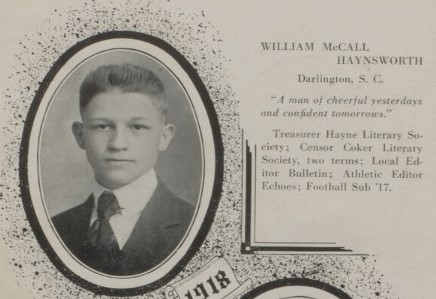 WILLIAM McCALL
HAYNSWORTH
Darlington, S. C.
"A man of cheerful yesterdays
and confident tomorrows."
Treasurer Hayne Literary So-
ciety; Censor Coker Literary
Society, two terms; Local Ed-
itor Bulletin; Athletic Editor
Echoes; Football Sub '17.
1918